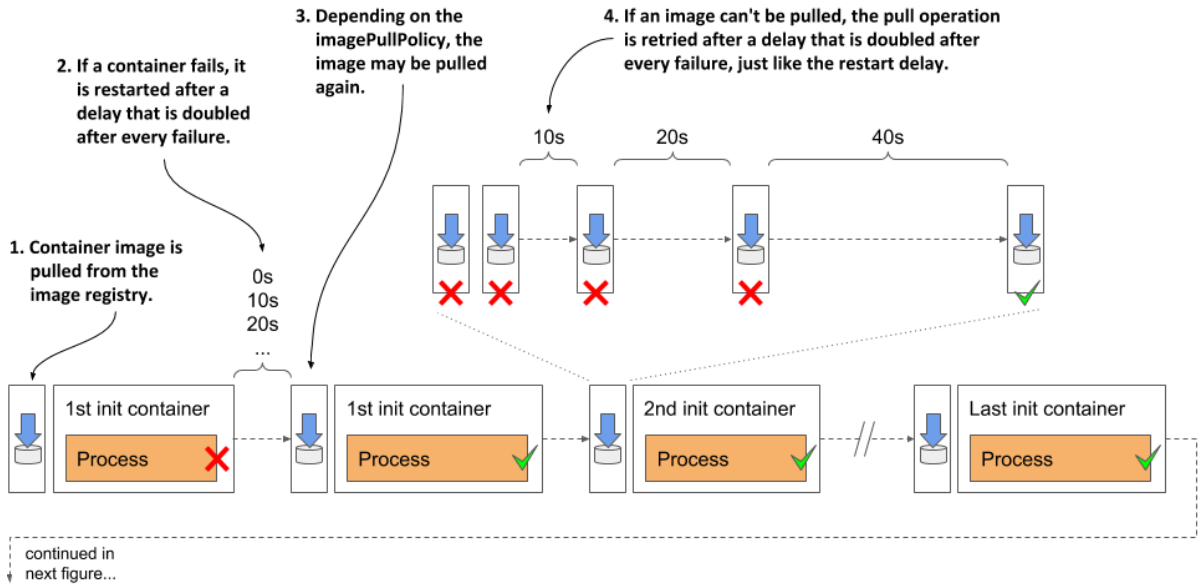 3. Depending on the
imagePullPolicy, the
image may be pulled
again.
4. If an image can't be pulled, the pull operation
is retried after a delay that is doubled after
every failure, just like the restart delay.
2. If a container fails, it
is restarted after a
delay that is doubled
after every failure.
10s
20s
40s
1. Container image is
pulled from the
image registry.
0s
10s
20s
...
1st init container
Process
1st init container
Process
2nd init container
Process
Last init container
Process
continued in
next figure...